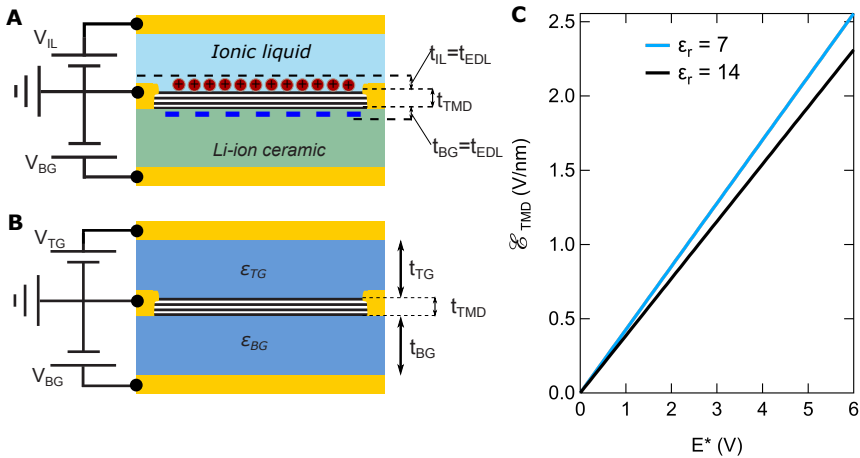 A
V_IL
V_BG
Ionic liquid
+ + + + + + + + + + + +
Li-ion ceramic
t_IL=t_EDL
t_TMD
t_BG=t_EDL
B
V_TG
V_BG
ε_TG
ε_BG
t_TG
t_TMD
t_BG
C
ℰ_TMD (V/nm)
2.5
2.0
1.5
1.0
0.5
0.0
ε_r = 7
ε_r = 14
0 1 2 3 4 5 6
E* (V)